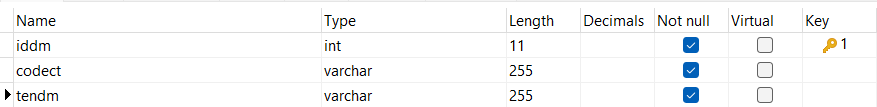 Name Type Length Decimals Not null Virtual Key
iddm int 11 1
codect varchar 255
tendm varchar 255